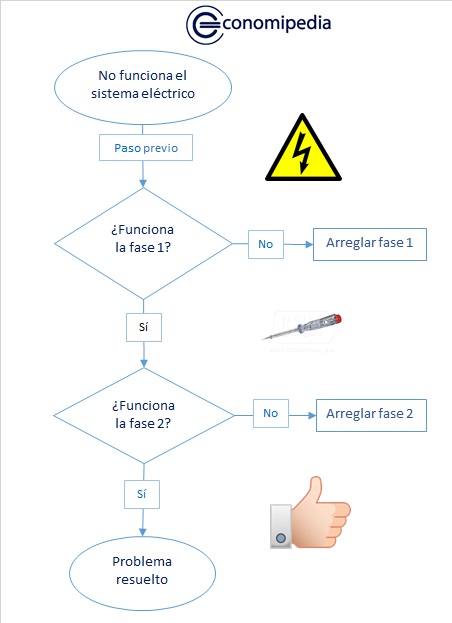 economipedia
No funciona el
sistema eléctrico
Paso previo
¿Funciona
la fase 1?
No
Arreglar fase 1
Sí
¿Funciona
la fase 2?
No
Arreglar fase 2
Sí
Problema
resuelto